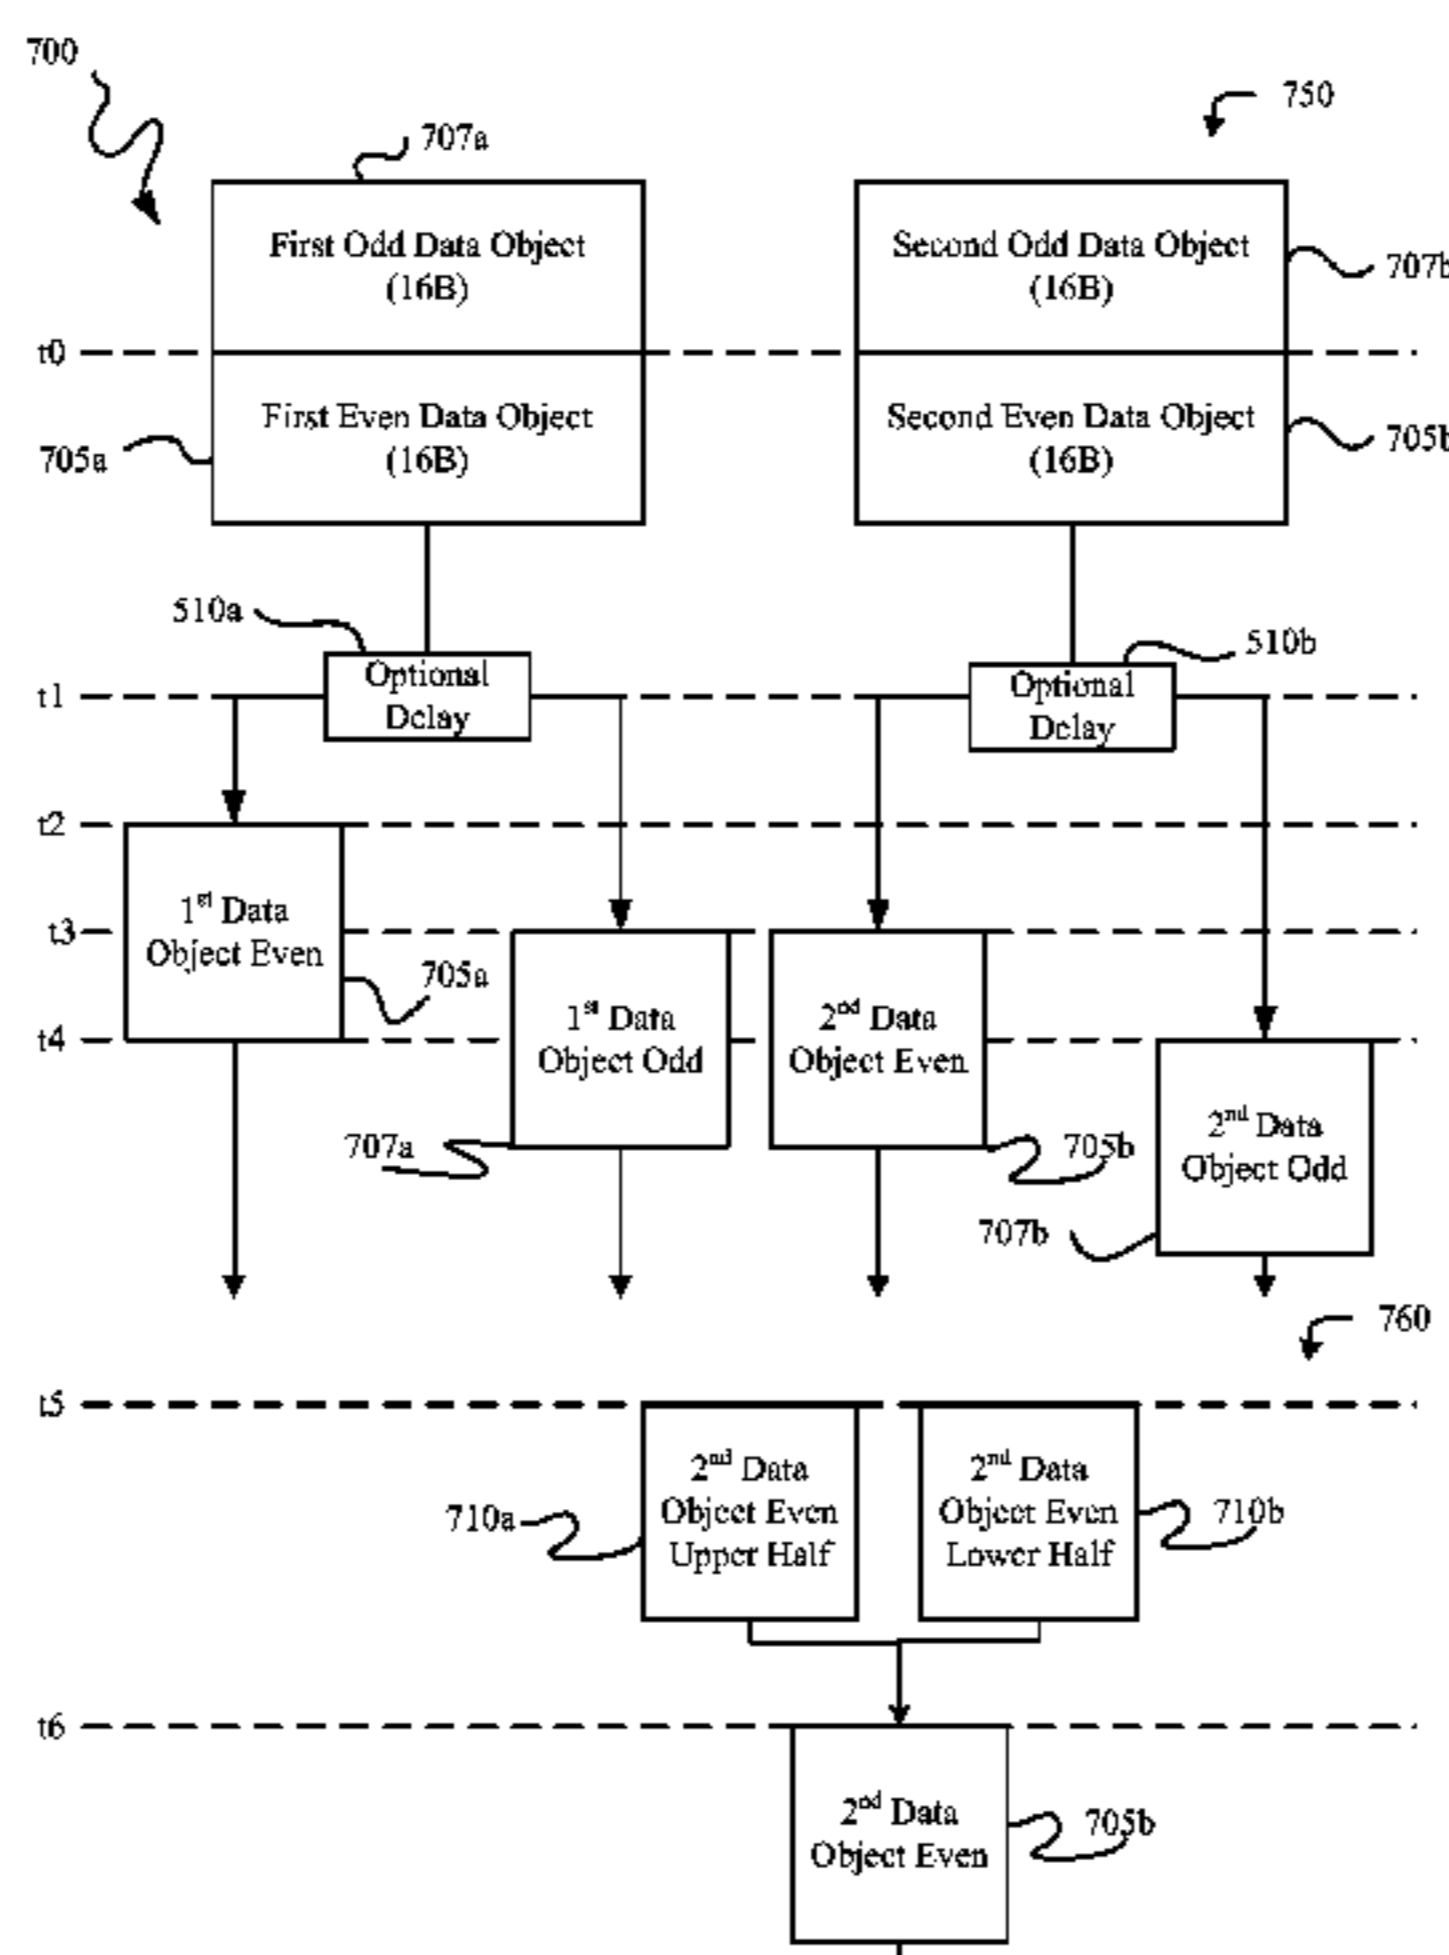 700
750
707a
First Odd Data Object
(16B)
Second Odd Data Object
(16B)
707b
t0
First Even Data Object
(16B)
Second Even Data Object
(16B)
705a
705b
510a
510b
Optional
Delay
Optional
Delay
t1
t2
1st Data
Object Even
t3
705a
1st Data
Object Odd
2nd Data
Object Even
t4
2nd Data
Object Odd
707a
705b
707b
760
t5
2nd Data
Object Even
Upper Half
2nd Data
Object Even
Lower Half
710a
710b
t6
2nd Data
Object Even
705b